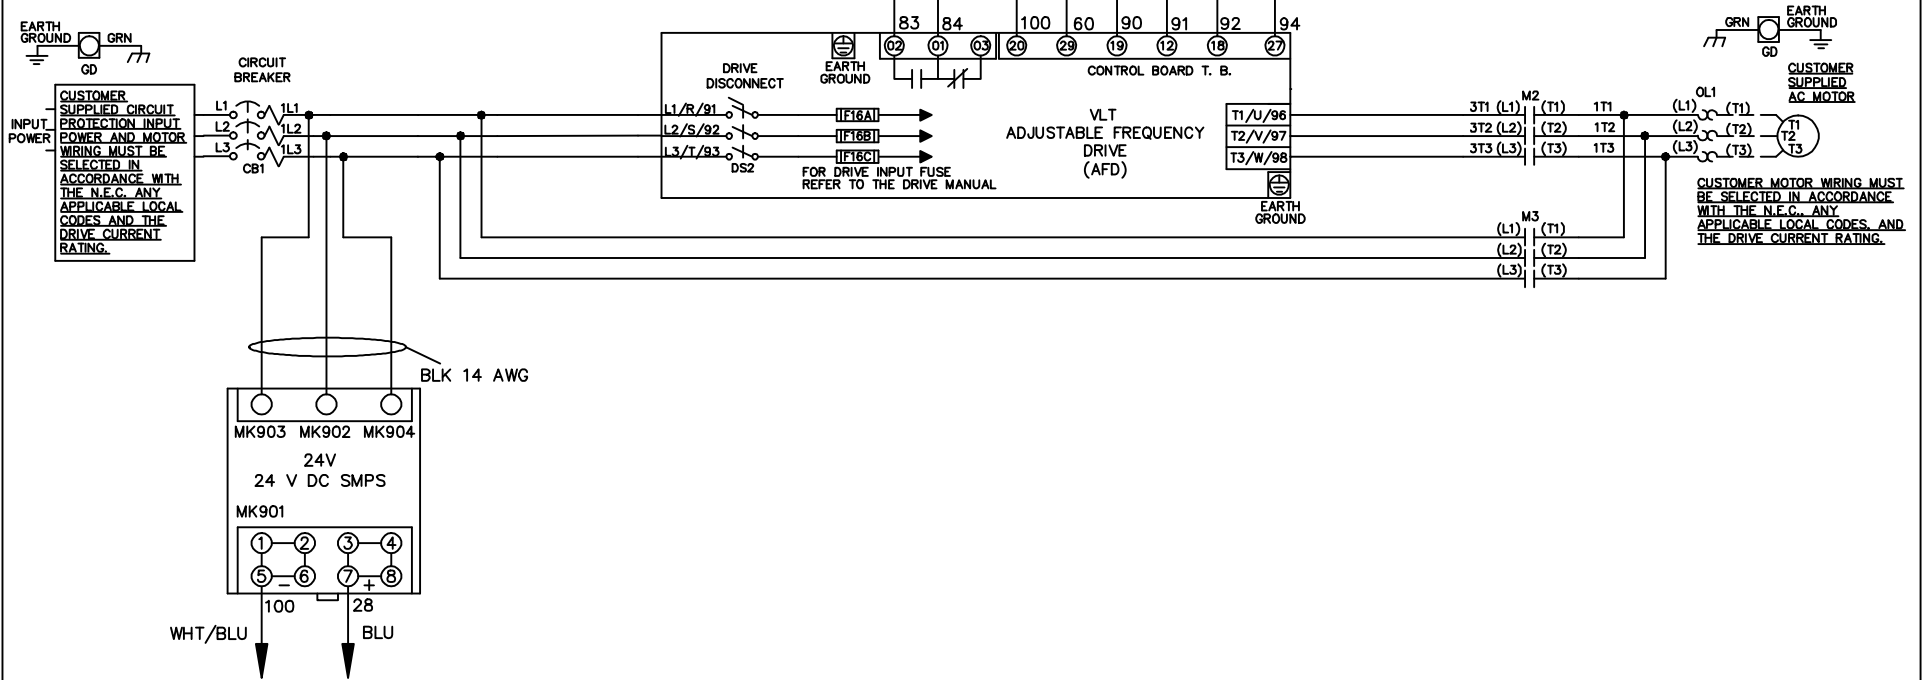 83 84 100 60 90 91 92 94
EARTH
GROUND
GRN
GD
02 01 03 20 29 19 12 18 27
CONTROL BOARD T. B.
EARTH
GROUND
GRN
EARTH
GROUND
GD
CUSTOMER
SUPPLIED
AC MOTOR
CIRCUIT
BREAKER
DRIVE
DISCONNECT
INPUT
POWER
CUSTOMER
SUPPLIED CIRCUIT
PROTECTION INPUT
POWER AND MOTOR
WIRING MUST BE
SELECTED IN
ACCORDANCE WITH
THE N.E.C. ANY
APPLICABLE LOCAL
CODES AND THE
DRIVE CURRENT
RATING.
L1 1L1
L2 1L2
L3 1L3
CB1
L1/R/91
L2/S/92
L3/T/93
DS2
F16A
F16B
F16C
FOR DRIVE INPUT FUSE
REFER TO THE DRIVE MANUAL
VLT
ADJUSTABLE FREQUENCY
DRIVE
(AFD)
T1/U/96
T2/V/97
T3/W/98
EARTH
GROUND
M2
3T1 (L1) (T1) 1T1
3T2 (L2) (T2) 1T2
3T3 (L3) (T3) 1T3
OL1
(L1) (T1)
(L2) (T2)
(L3) (T3)
T1
T2
T3
CUSTOMER MOTOR WIRING MUST
BE SELECTED IN ACCORDANCE
WITH THE N.E.C., ANY
APPLICABLE LOCAL CODES, AND
THE DRIVE CURRENT RATING.
M3
(L1) (T1)
(L2) (T2)
(L3) (T3)
BLK 14 AWG
MK903 MK902 MK904
24V
24 V DC SMPS
MK901
1 2 3 4
5 6 7 8
− +
100 28
WHT/BLU BLU